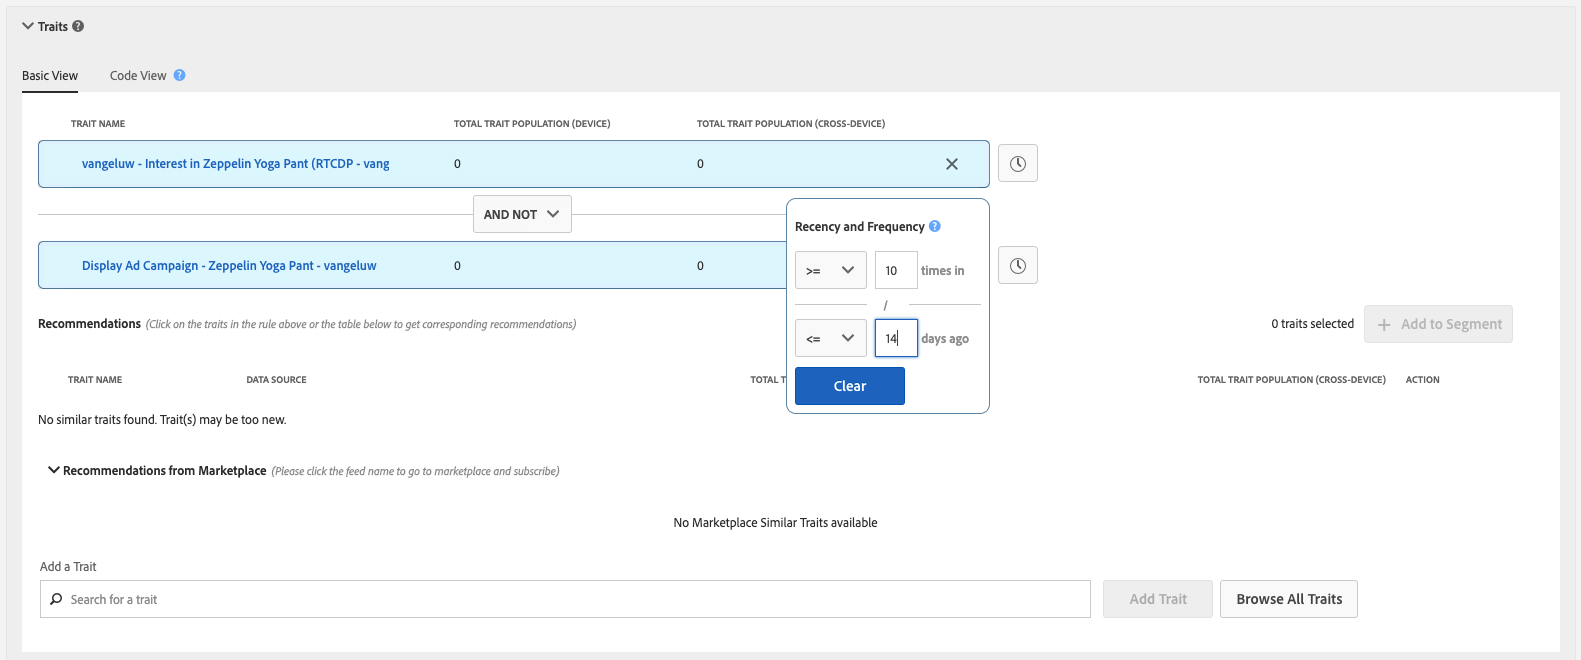 Traits ?
Basic View Code View ?
TRAIT NAME TOTAL TRAIT POPULATION (DEVICE) TOTAL TRAIT POPULATION (CROSS-DEVICE)
vangeluw - Interest in Zeppelin Yoga Pant (RTCDP - vang 0 0
AND NOT
Display Ad Campaign - Zeppelin Yoga Pant - vangeluw 0 0
Recency and Frequency ?
>= 10 times in
/
<= 14 days ago
Clear
Recommendations (Click on the traits in the rule above or the table below to get corresponding recommendations)
0 traits selected + Add to Segment
TRAIT NAME DATA SOURCE TOTAL T TOTAL TRAIT POPULATION (CROSS-DEVICE) ACTION
No similar traits found. Trait(s) may be too new.
Recommendations from Marketplace (Please click the feed name to go to marketplace and subscribe)
No Marketplace Similar Traits available
Add a Trait
Search for a trait Add Trait Browse All Traits